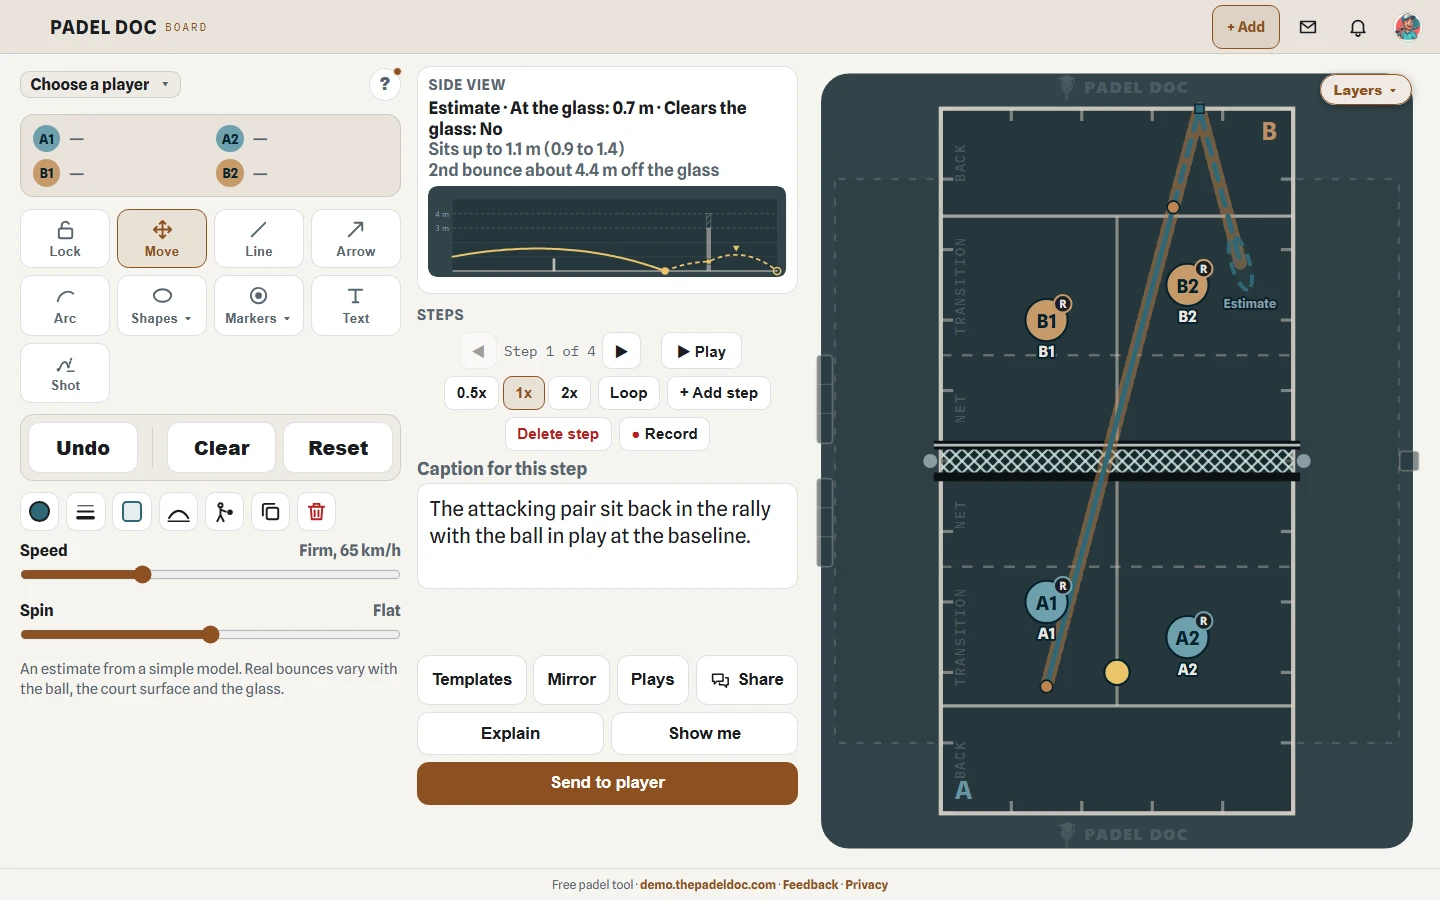 PADEL DOC BOARD
+ Add
Choose a player
?
A1 —
A2 —
B1 —
B2 —
Lock
Move
Line
Arrow
Arc
Shapes
Markers
Text
Shot
Undo
Clear
Reset
Speed
Firm, 65 km/h
Spin
Flat
An estimate from a simple model. Real bounces vary with
the ball, the court surface and the glass.
SIDE VIEW
Estimate · At the glass: 0.7 m · Clears the
glass: No
Sits up to 1.1 m (0.9 to 1.4)
2nd bounce about 4.4 m off the glass
4 m
3 m
STEPS
Step 1 of 4
Play
0.5x
1x
2x
Loop
+ Add step
Delete step
Record
Caption for this step
The attacking pair sit back in the rally
with the ball in play at the baseline.
Templates
Mirror
Plays
Share
Explain
Show me
Send to player
PADEL DOC
Layers
B
BACK
TRANSITION
R
B2
B2
Estimate
R
B1
B1
NET
NET
R
A1
A1
R
A2
A2
TRANSITION
BACK
A
PADEL DOC
Free padel tool · demo.thepadeldoc.com · Feedback · Privacy